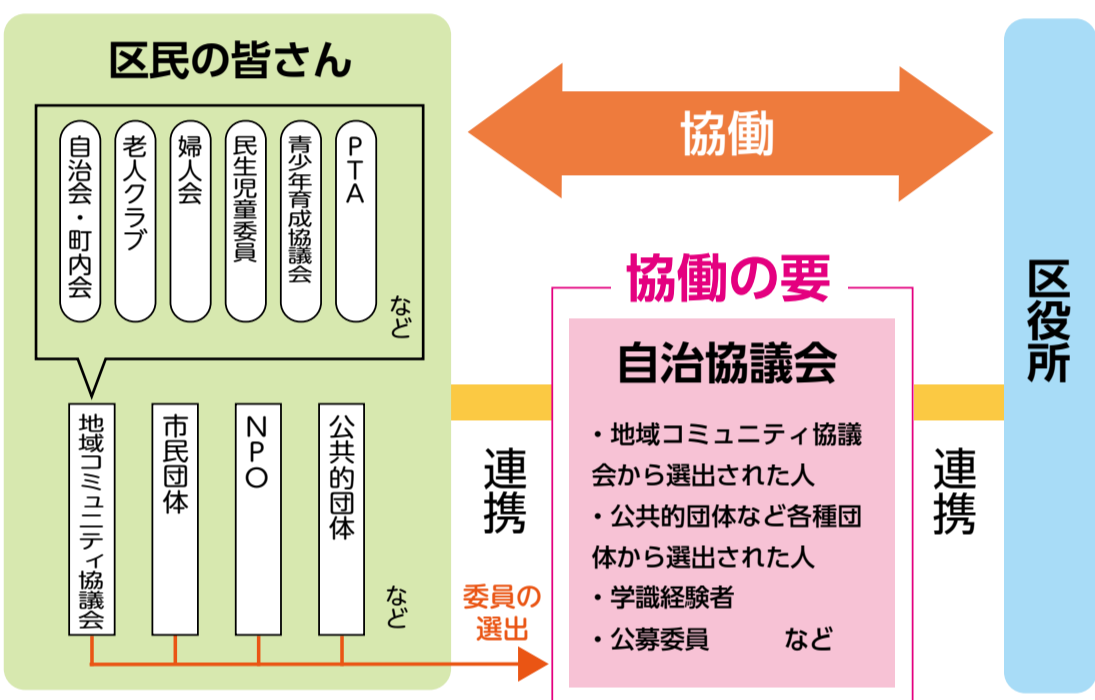 区民の皆さん
自治会・町内会
老人クラブ
婦人会
民生児童委員
青少年育成協議会
PTA
など
地域コミュニティ協議会
市民団体
NPO
公共的団体
など
協働
連携
委員の
選出
協働の要
自治協議会
・地域コミュニティ協議
会から選出された人
・公共的団体など各種団
体から選出された人
・学識経験者
・公募委員 など
連携
区役所